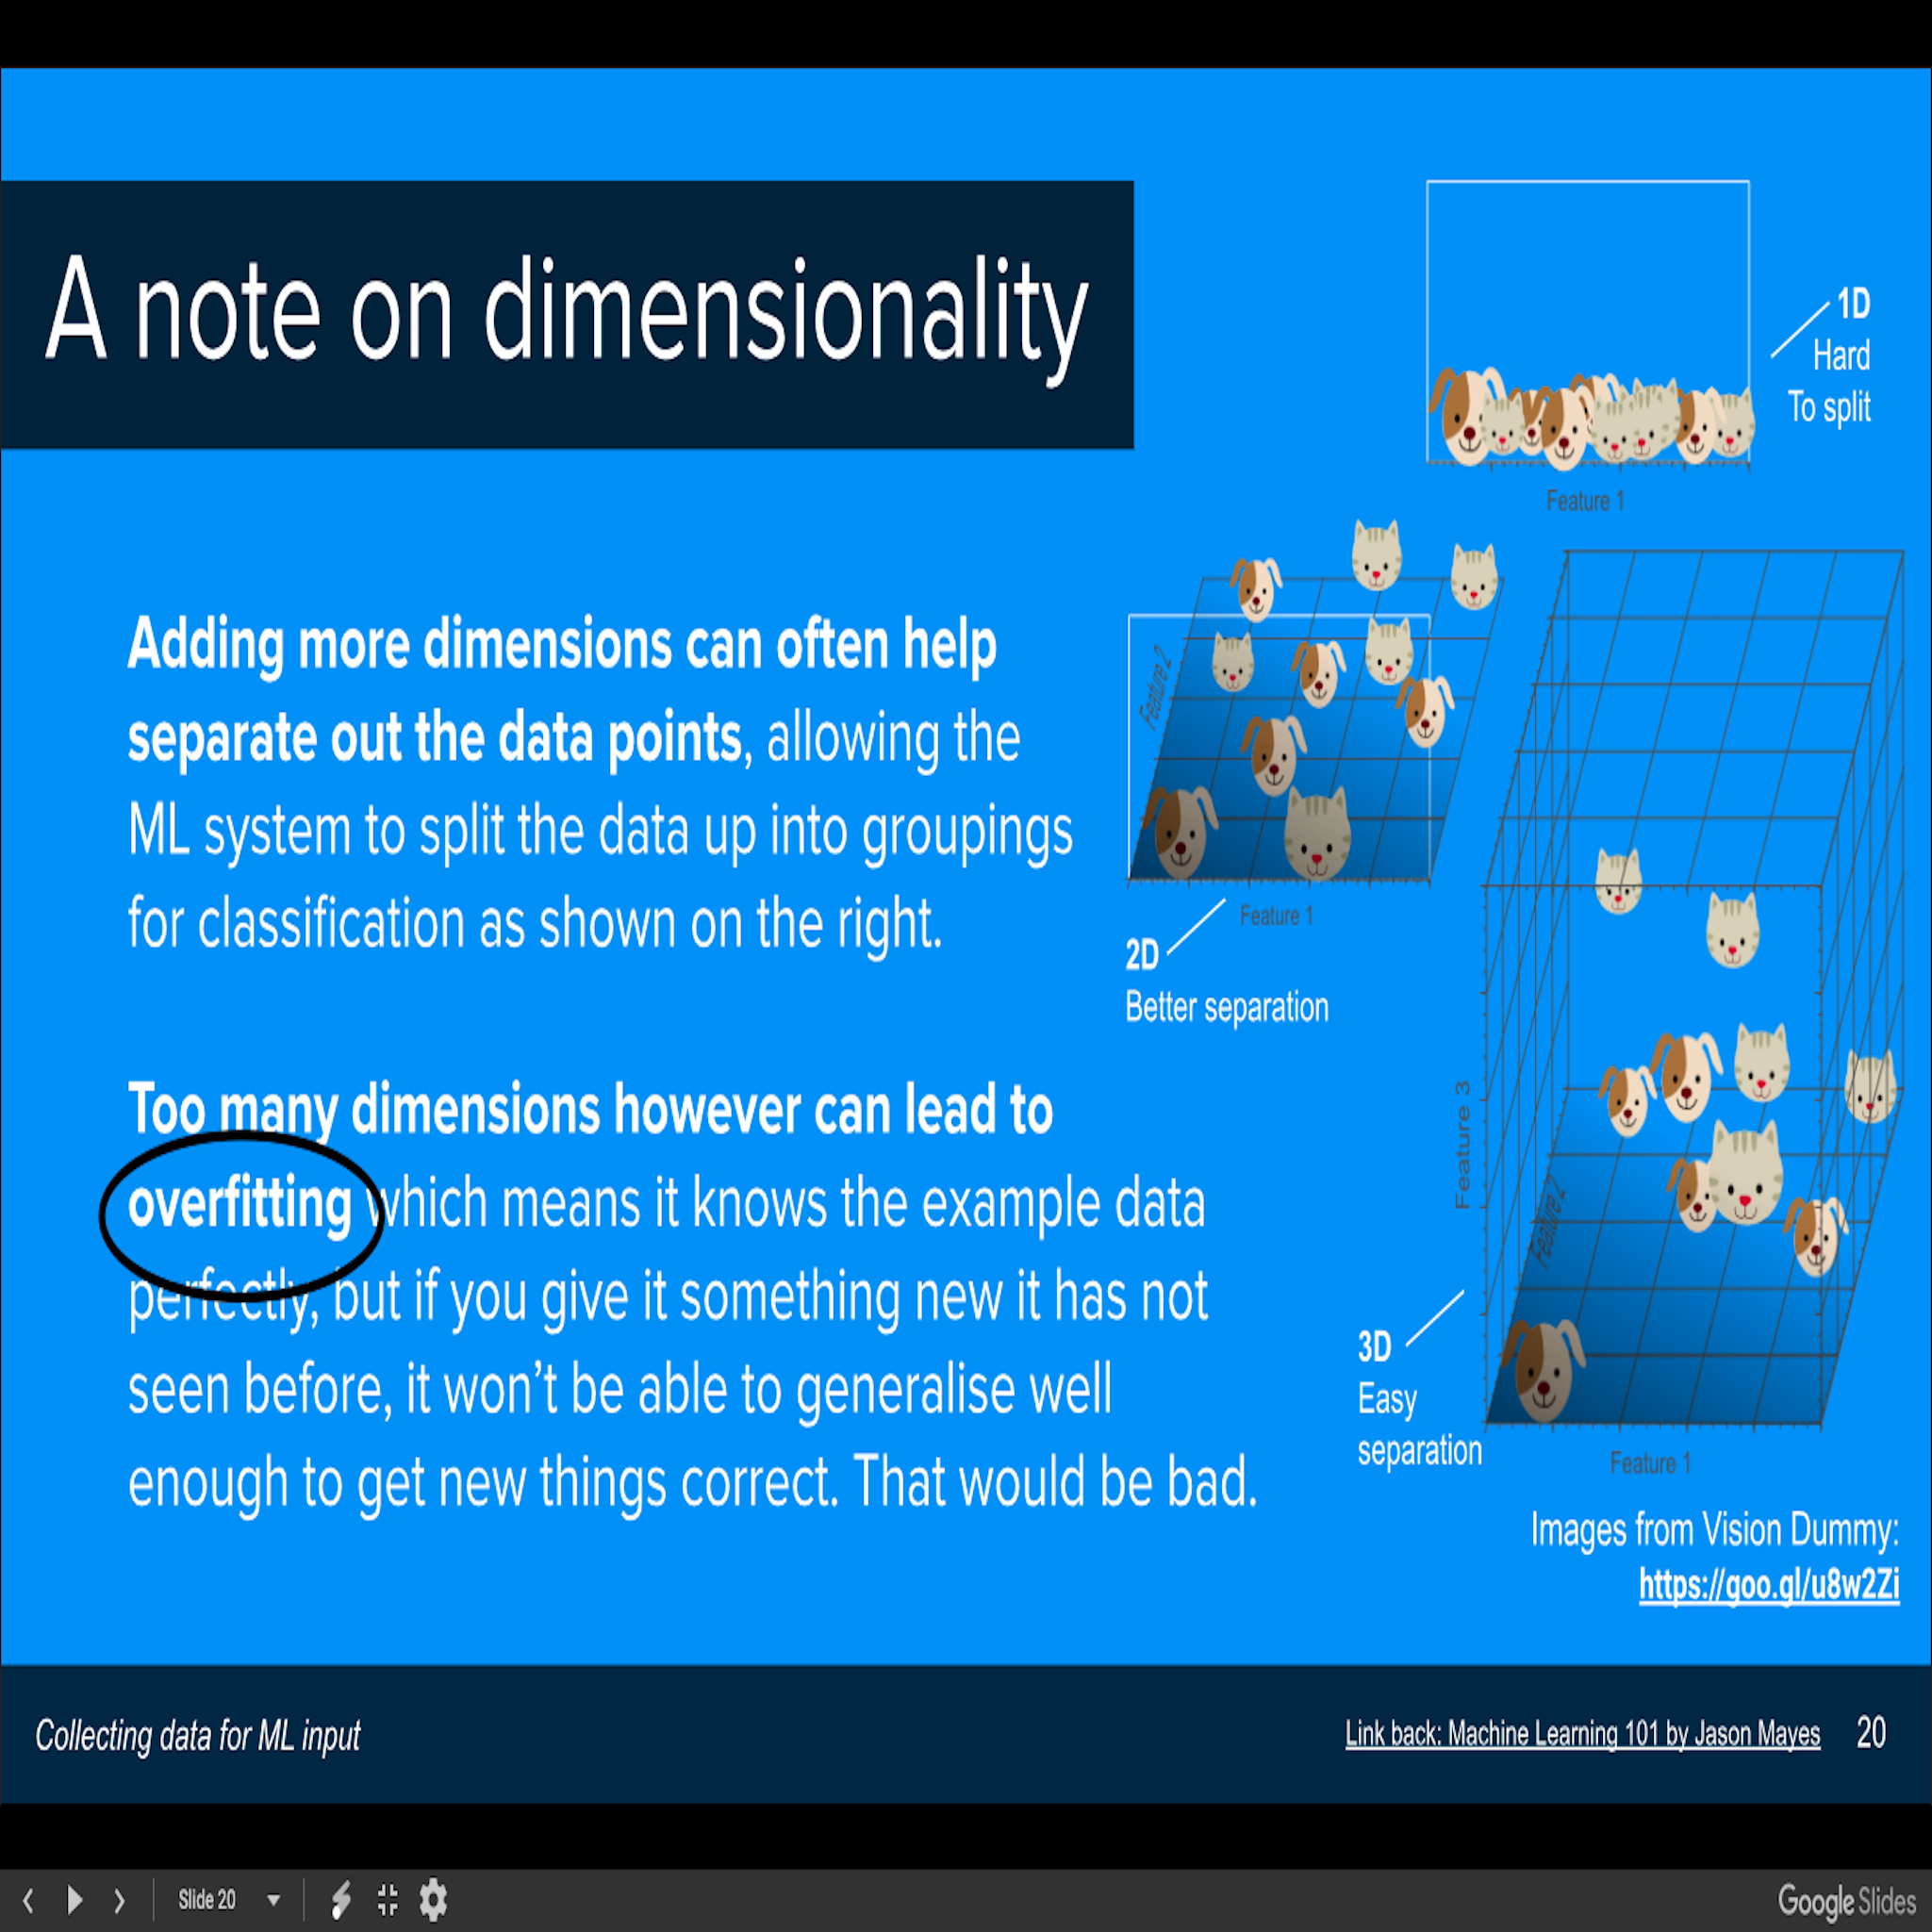 A note on dimensionality
Adding more dimensions can often help
separate out the data points, allowing the
ML system to split the data up into groupings
for classification as shown on the right.
Too many dimensions however can lead to
overfitting which means it knows the example data
perfectly, but if you give it something new it has not
seen before, it won't be able to generalise well
enough to get new things correct. That would be bad.
1D
Hard
To split
Feature 1
Feature 2
Feature 1
2D
Better separation
Feature 3
Feature 2
Feature 1
3D
Easy
separation
Images from Vision Dummy:
https://goo.gl/u8w2Zi
Collecting data for ML input
Link back: Machine Learning 101 by Jason Mayes
20
Slide 20
Google Slides